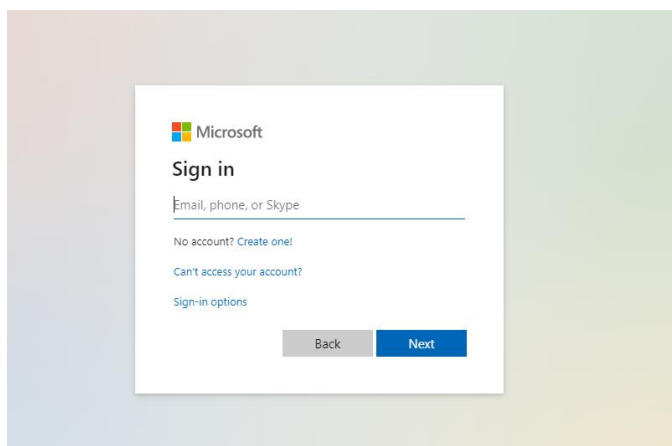 Microsoft
Sign in
Email, phone, or Skype
No account? Create one!
Can't access your account?
Sign-in options
Back Next